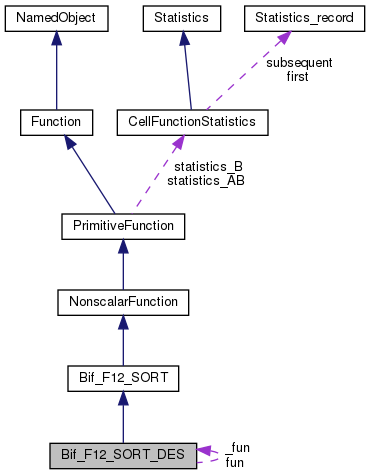 NamedObject
Statistics
Statistics_record
subsequent
first
Function
CellFunctionStatistics
statistics_B
statistics_AB
PrimitiveFunction
NonscalarFunction
Bif_F12_SORT
Bif_F12_SORT_DES
_fun
fun